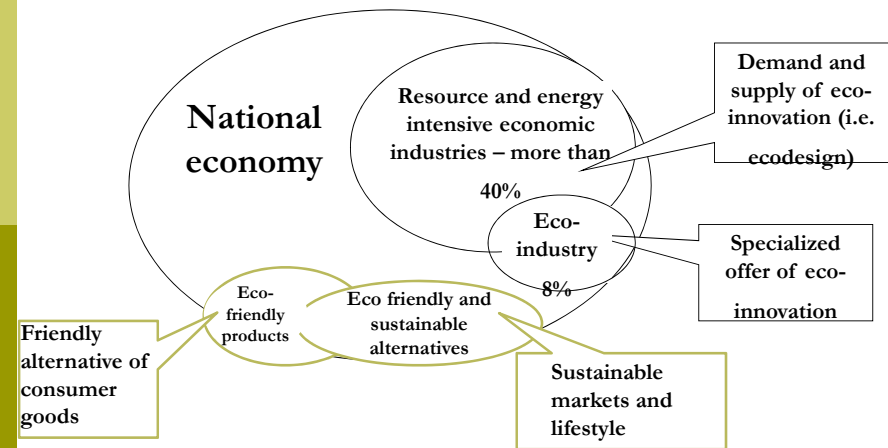 National
economy
Resource and energy
intensive economic
industries – more than
40%
Eco-
industry
8%
Demand and
supply of eco-
innovation (i.e.
ecodesign)
Specialized
offer of eco-
innovation
Eco-
friendly
products
Eco friendly and
sustainable
alternatives
Friendly
alternative of
consumer
goods
Sustainable
markets and
lifestyle